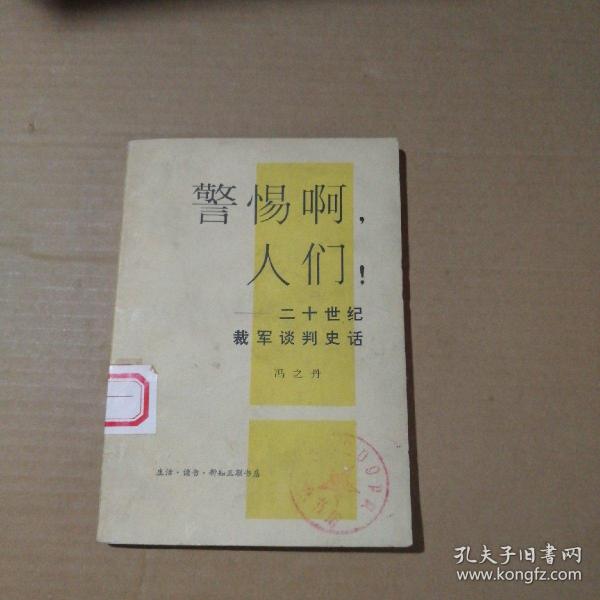 警惕啊，
人们！
——二十世纪
裁军谈判史话
冯之丹
生活·读书·新知三联书店
孔夫子旧书网
www.kongfz.com